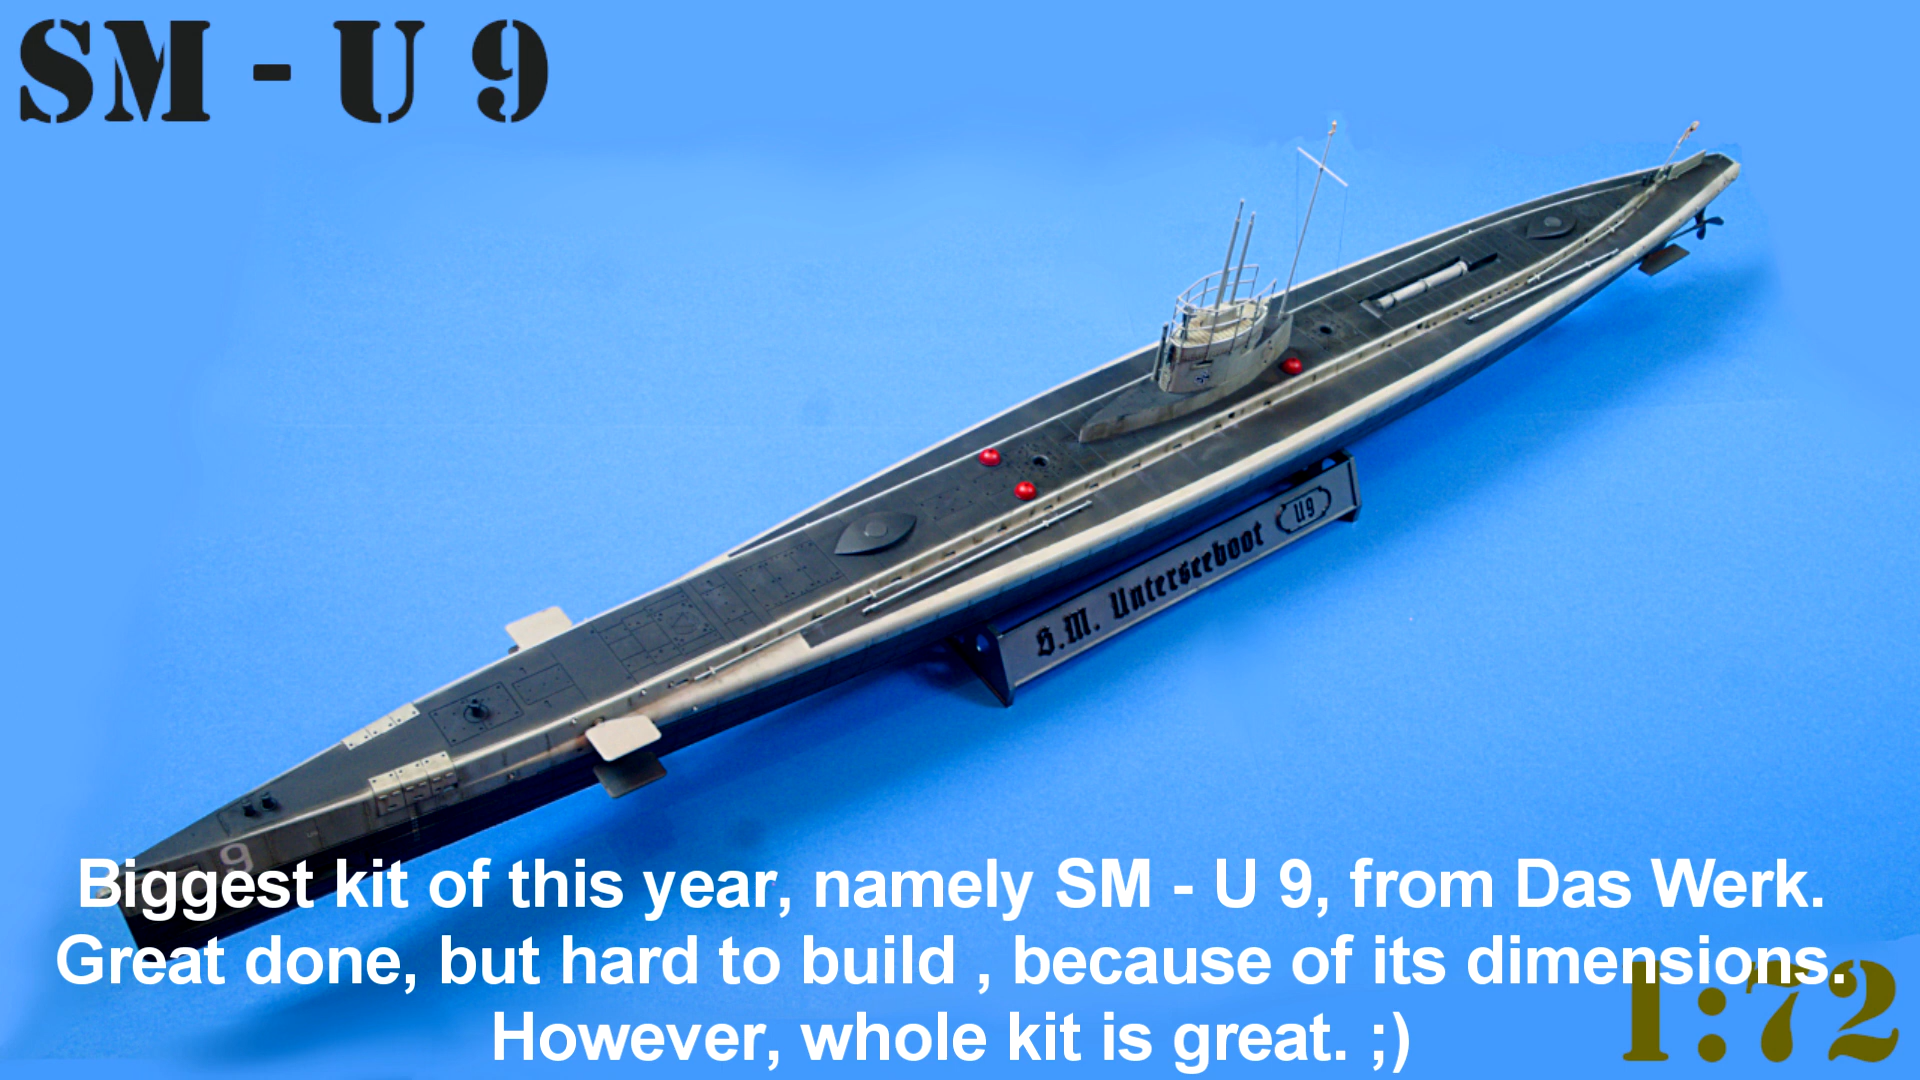 SM - U 9
S.M. Unterseeboot U9
9
Biggest kit of this year, namely SM - U 9, from Das Werk.
Great done, but hard to build , because of its dimensions.
However, whole kit is great. ;)
1:72